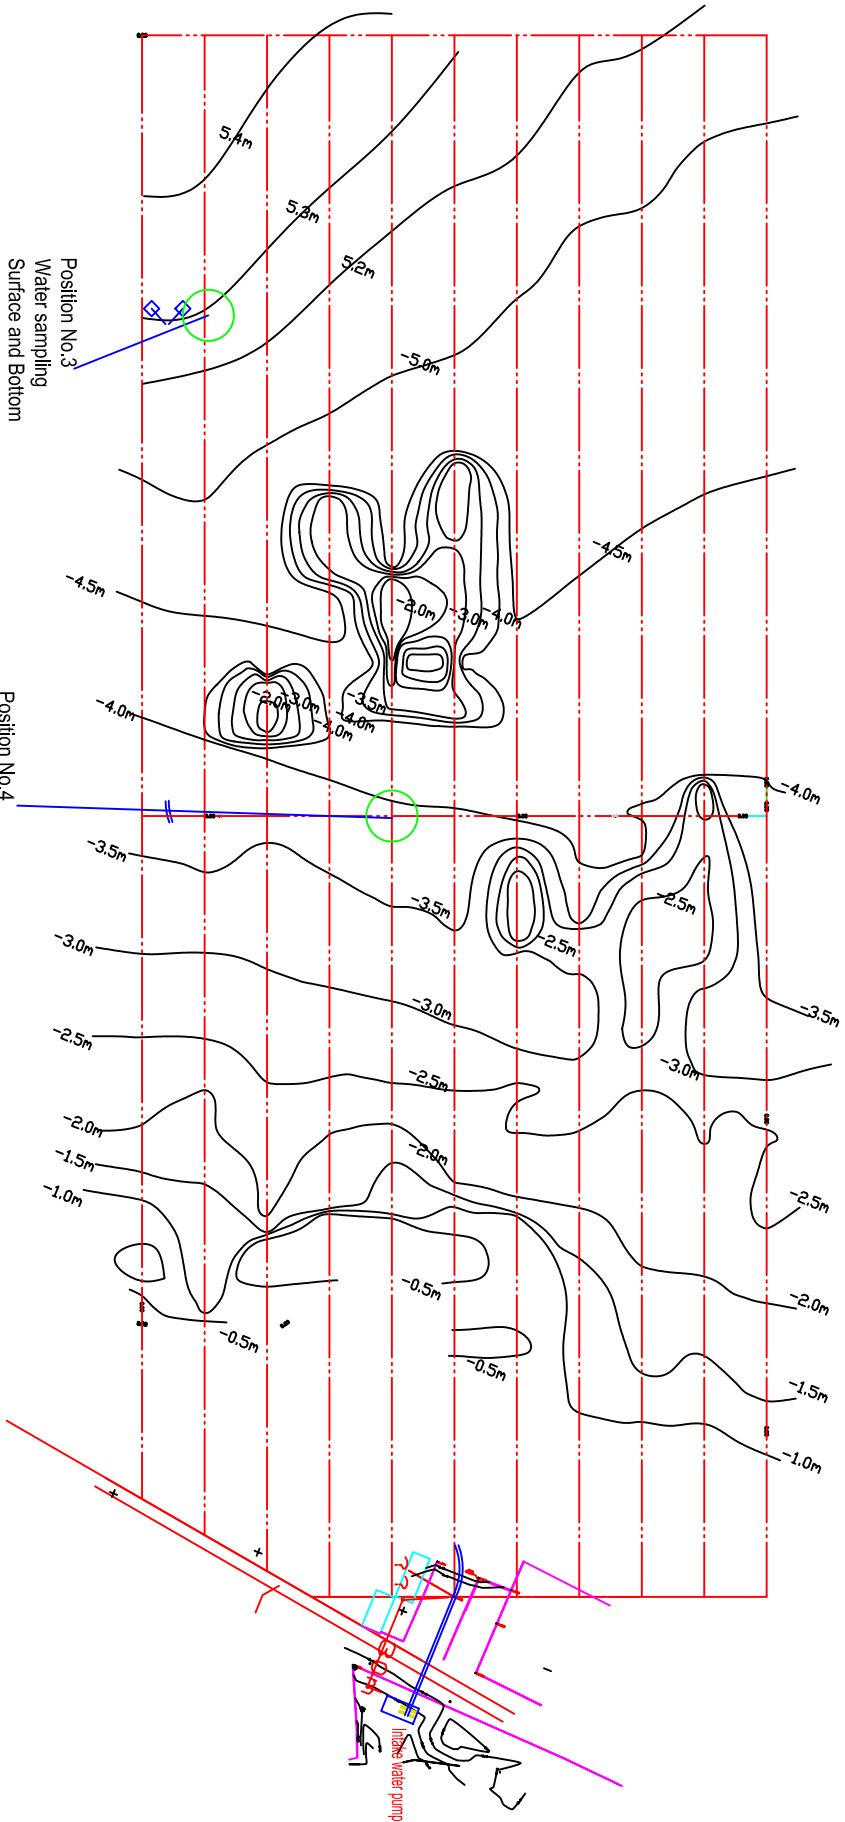 5.4m
5.3m
5.2m
-5.0m
Position No.3
Water sampling
Surface and Bottom
-4.5m
-4.5m
-2.0m
-3.0m
-4.0m
-2.0m
-3.0m
-4.0m
-3.5m
-4.0m
-4.0m
Position No.4
-4.0m
-3.5m
-3.5m
-2.5m
-2.5m
-3.0m
-3.0m
-3.5m
-2.5m
-2.5m
-3.0m
-2.0m
-2.0m
-1.5m
-1.0m
-2.5m
-0.5m
-2.0m
-0.5m
-0.5m
-1.5m
-1.0m
Intake water pump